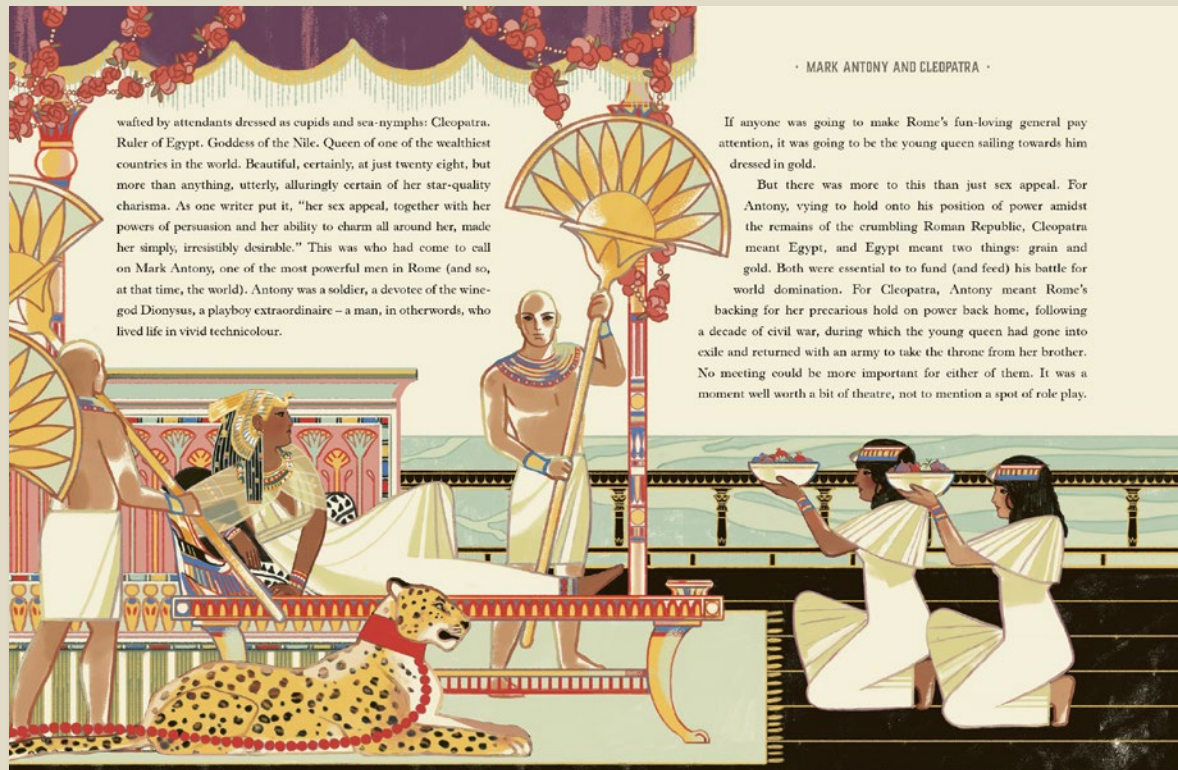 wafted by attendants dressed as cupids and sea-nymphs: Cleopatra.
Ruler of Egypt. Goddess of the Nile. Queen of one of the wealthiest
countries in the world. Beautiful, certainly, at just twenty eight, but
more than anything, utterly, alluringly certain of her star-quality
charisma. As one writer put it, “her sex appeal, together with her
powers of persuasion and her ability to charm all around her, made
her simply, irresistibly desirable.” This was who had come to call
on Mark Antony, one of the most powerful men in Rome (and so,
at that time, the world). Antony was a soldier, a devotee of the wine-
god Dionysus, a playboy extraordinaire – a man, in otherwords, who
lived life in vivid technicolour.
· MARK ANTONY AND CLEOPATRA ·
If anyone was going to make Rome’s fun-loving general pay
attention, it was going to be the young queen sailing towards him
dressed in gold.
But there was more to this than just sex appeal. For
Antony, vying to hold onto his position of power amidst
the remains of the crumbling Roman Republic, Cleopatra
meant Egypt, and Egypt meant two things: grain and
gold. Both were essential to to fund (and feed) his battle for
world domination. For Cleopatra, Antony meant Rome’s
backing for her precarious hold on power back home, following
a decade of civil war, during which the young queen had gone into
exile and returned with an army to take the throne from her brother.
No meeting could be more important for either of them. It was a
moment well worth a bit of theatre, not to mention a spot of role play.